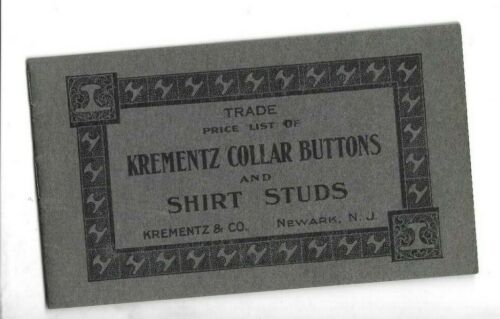 TRADE
PRICE LIST OF
KREMENTZ COLLAR BUTTONS
AND
SHIRT STUDS
KREMENTZ & CO. NEWARK, N. J.